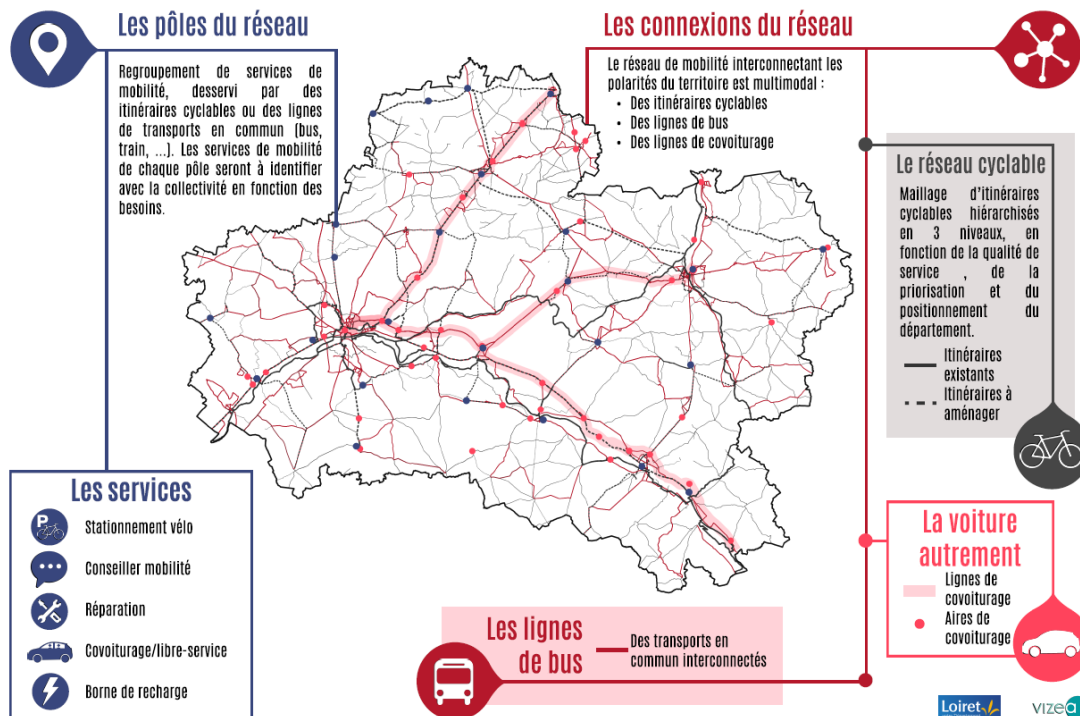 Les pôles du réseau
Regroupement de services de
mobilité, desservi par des
itinéraires cyclables ou des lignes
de transports en commun (bus,
train, ...). Les services de mobilité
de chaque pôle seront à identifier
avec la collectivité en fonction des
besoins.
Les connexions du réseau
Le réseau de mobilité interconnectant les
polarités du territoire est multimodal :
• Des itinéraires cyclables
• Des lignes de bus
• Des lignes de covoiturage
Le réseau cyclable
Maillage d'itinéraires
cyclables hiérarchisés
en 3 niveaux, en
fonction de la qualité de
service , de la
priorisation et du
positionnement du
département.
Itinéraires
existants
Itinéraires à
aménager
Les services
P
Stationnement vélo
Conseiller mobilité
Réparation
Covoiturage/libre-service
Borne de recharge
La voiture
autrement
Lignes de
covoiturage
Aires de
covoiturage
Les lignes
de bus
Des transports en
commun interconnectés
Loiret
vizea